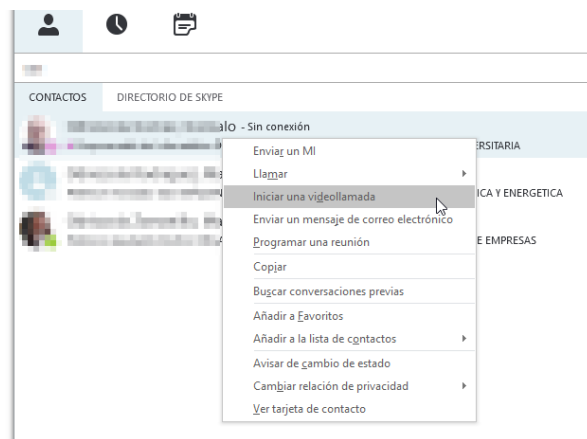 CONTACTOS DIRECTORIO DE SKYPE
alo - Sin conexión
ERSITARIA
Enviar un MI
Llamar
Iniciar una videollamada
ICA Y ENERGETICA
Enviar un mensaje de correo electrónico
Programar una reunión
E EMPRESAS
Copiar
Buscar conversaciones previas
Añadir a Favoritos
Añadir a la lista de contactos
Avisar de cambio de estado
Cambiar relación de privacidad
Ver tarjeta de contacto